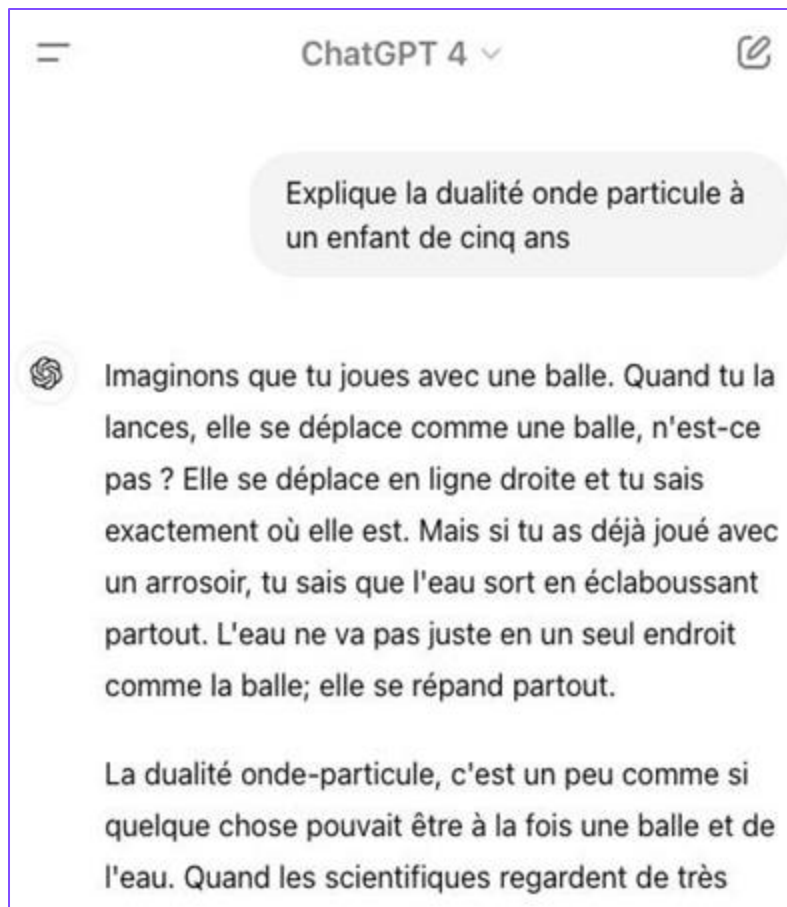 ChatGPT 4
Explique la dualité onde particule à
un enfant de cinq ans
Imaginons que tu joues avec une balle. Quand tu la
lances, elle se déplace comme une balle, n'est-ce
pas ? Elle se déplace en ligne droite et tu sais
exactement où elle est. Mais si tu as déjà joué avec
un arrosoir, tu sais que l'eau sort en éclaboussant
partout. L'eau ne va pas juste en un seul endroit
comme la balle; elle se répand partout.
La dualité onde-particule, c'est un peu comme si
quelque chose pouvait être à la fois une balle et de
l'eau. Quand les scientifiques regardent de très